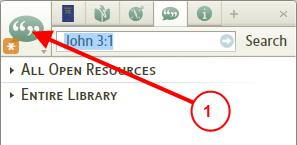 John 3:1 Search
ALL OPEN RESOURCES
ENTIRE LIBRARY
1